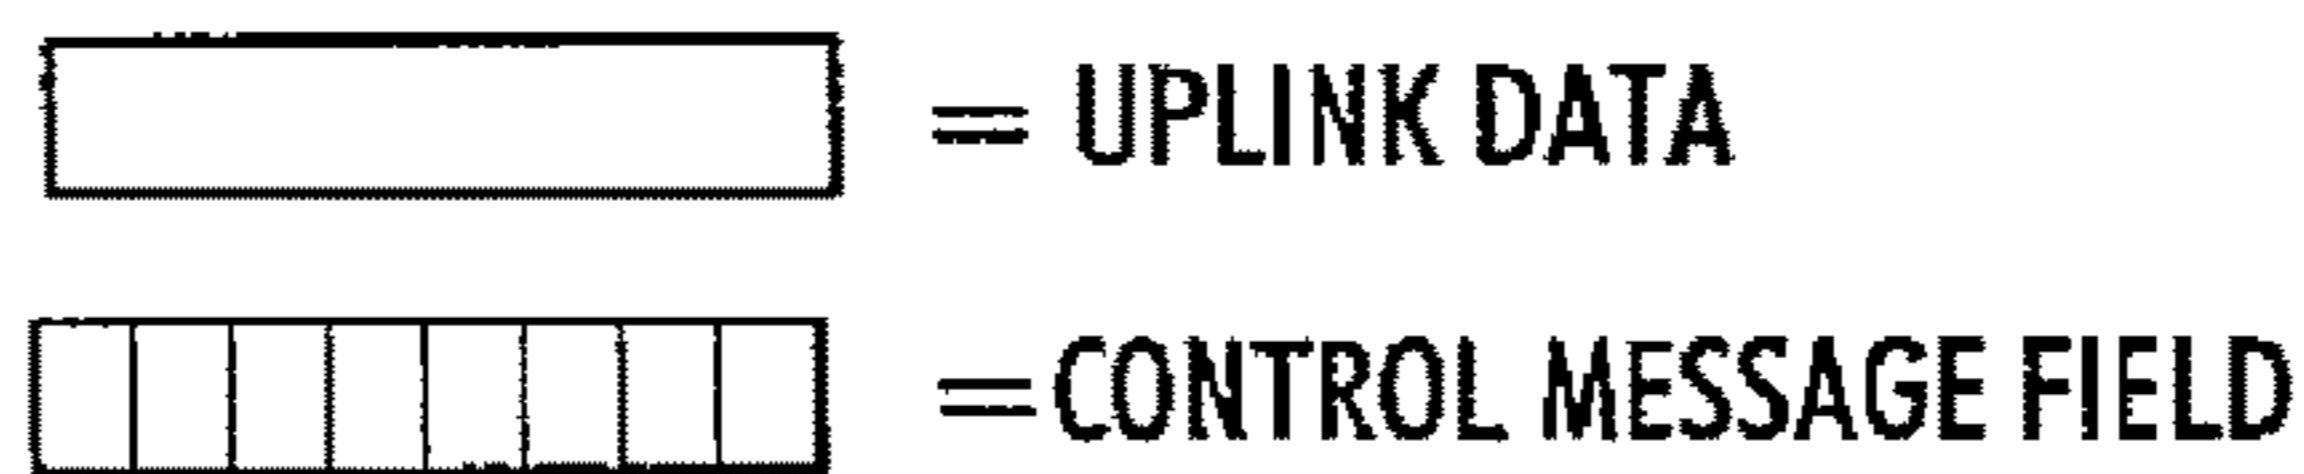 = UPLINK DATA
= CONTROL MESSAGE FIELD